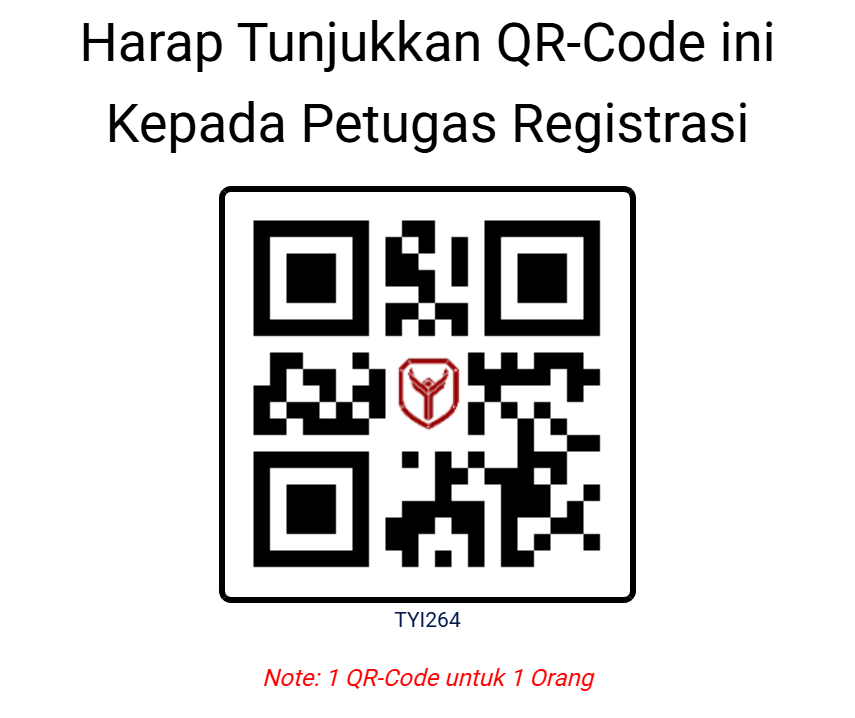 Harap Tunjukkan QR-Code ini
Kepada Petugas Registrasi
TYI264
Note: 1 QR-Code untuk 1 Orang